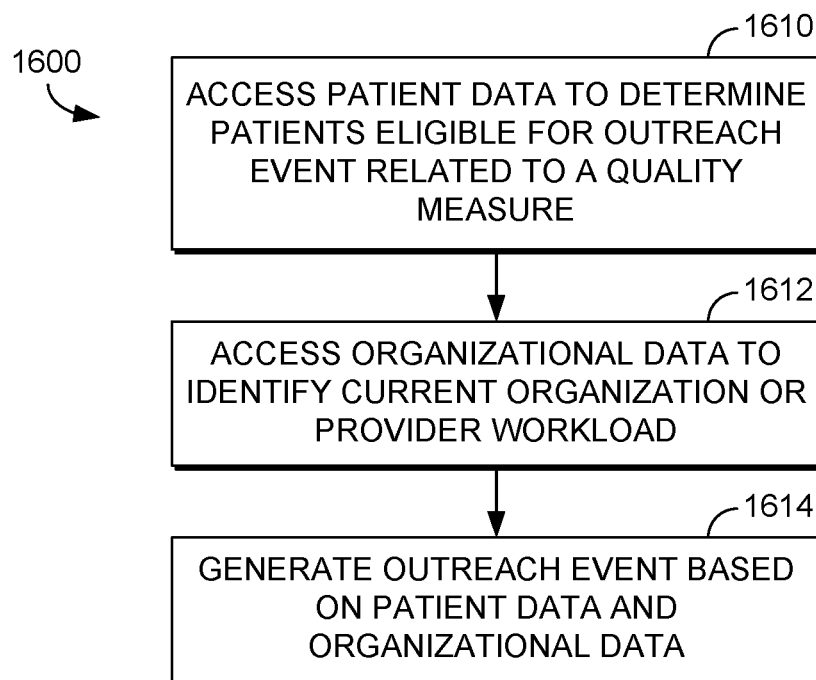 1600
1610
ACCESS PATIENT DATA TO DETERMINE
PATIENTS ELIGIBLE FOR OUTREACH
EVENT RELATED TO A QUALITY
MEASURE
1612
ACCESS ORGANIZATIONAL DATA TO
IDENTIFY CURRENT ORGANIZATION OR
PROVIDER WORKLOAD
1614
GENERATE OUTREACH EVENT BASED
ON PATIENT DATA AND
ORGANIZATIONAL DATA